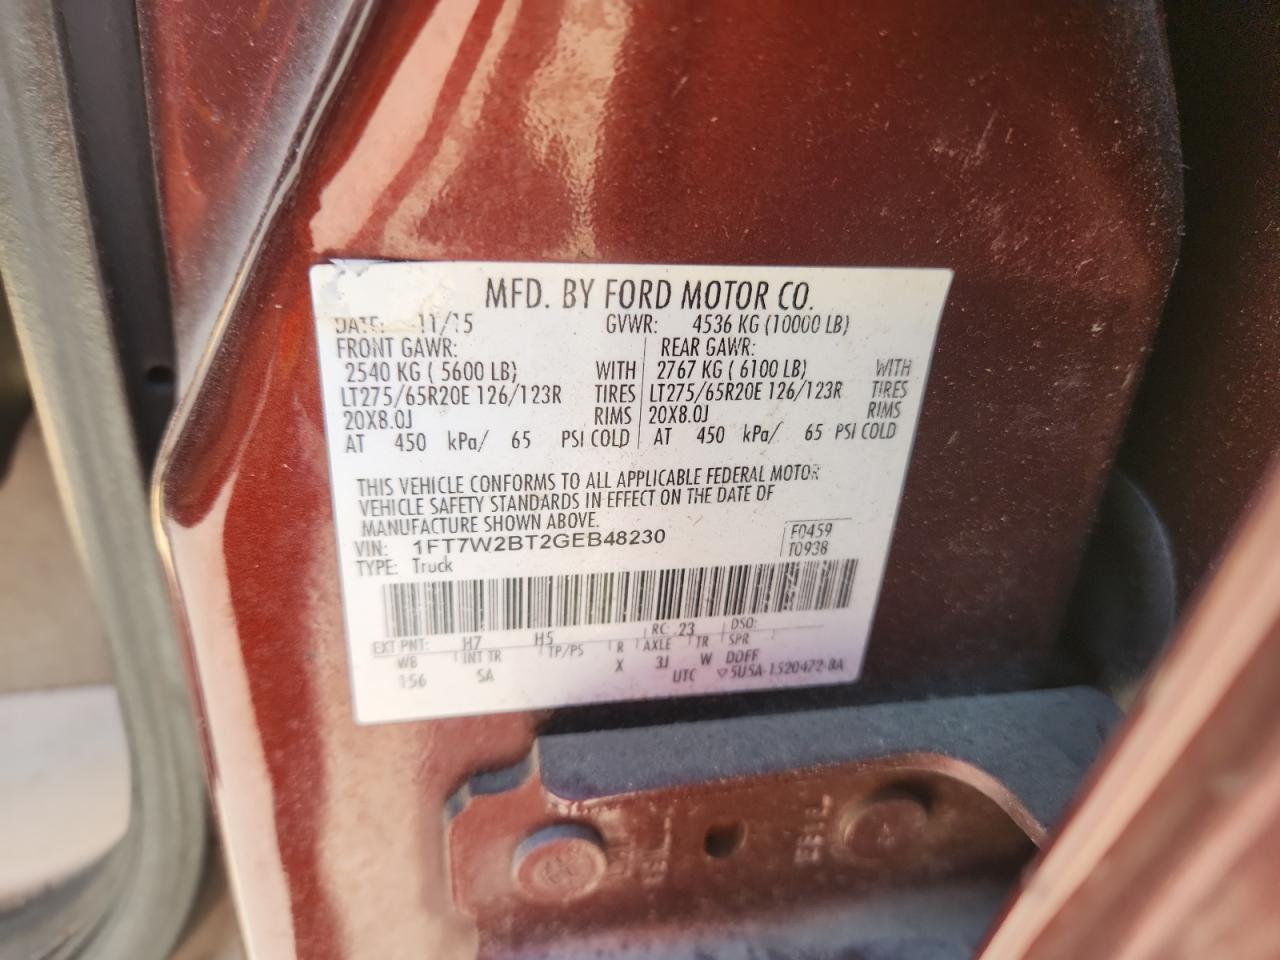 MFD. BY FORD MOTOR CO.
DATE: 11/15 GVWR: 4536 KG (10000 LB)
FRONT GAWR: REAR GAWR:
2540 KG ( 5600 LB) WITH 2767 KG ( 6100 LB) WITH
LT275/65R20E 126/123R TIRES LT275/65R20E 126/123R TIRES
20X8.0J RIMS 20X8.0J RIMS
AT 450 kPa/ 65 PSI COLD AT 450 kPa/ 65 PSI COLD
THIS VEHICLE CONFORMS TO ALL APPLICABLE FEDERAL MOTOR
VEHICLE SAFETY STANDARDS IN EFFECT ON THE DATE OF
MANUFACTURE SHOWN ABOVE.
VIN: 1FT7W2BT2GEB48230 F0459
TYPE: Truck T0938
EXT PNT: H7 H5 RC: 23 DSO:
WB INT TR TP/PS R AXLE TR SPR
156 SA X 3J W DDFF
UTC ▽5U5A-1520472-BA